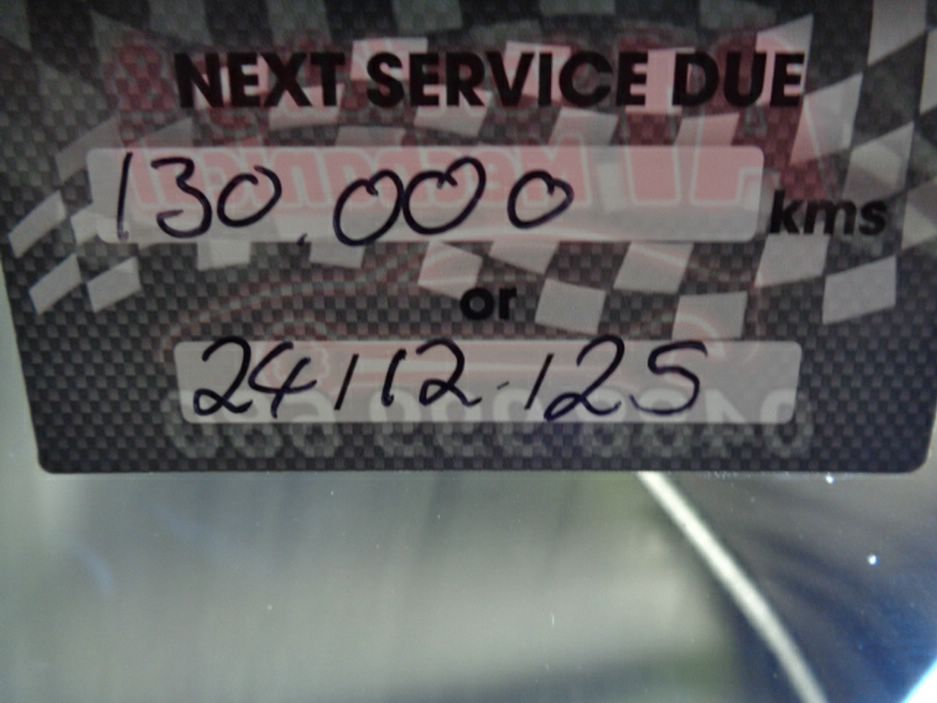 NEXT SERVICE DUE
130,000 kms
or
24/12/25